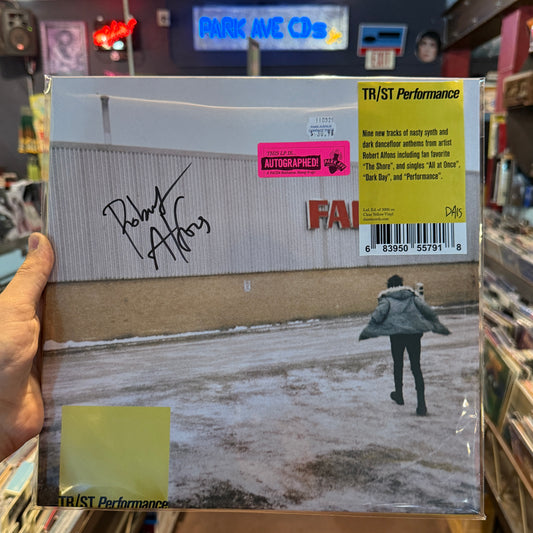 PARK AVE CDs
TR/ST Performance
Nine new tracks of nasty synth and
dark dancefloor anthems from artist
Robert Alfons including fan favorite
"The Shore", and singles "All at Once",
"Dark Day", and "Performance".
DAIS
6 83950 55791 8
THIS LP IS
AUTOGRAPHED!
Robert
Alfons
FA
TR/ST Performance